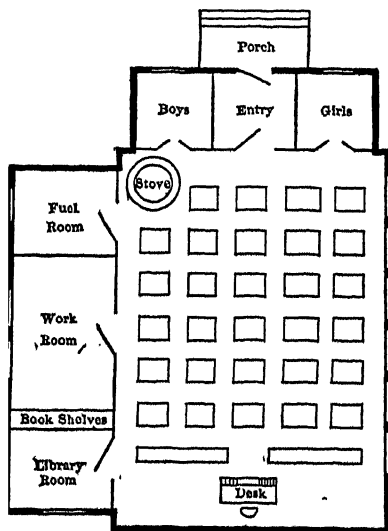 Porch
Boys
Entry
Girls
Stove
Fuel
Room
Work
Room
Book Shelves
Library
Room
Desk